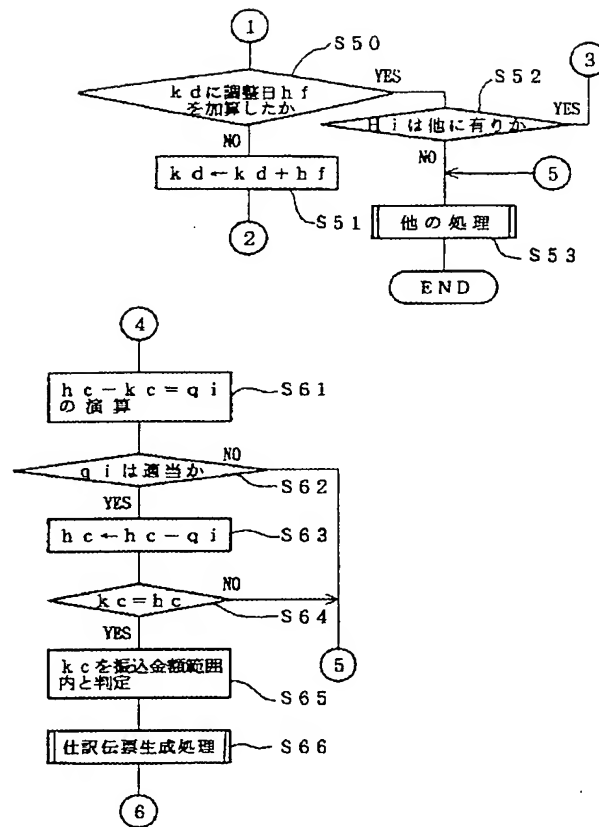 1
S50
kdに調整日hf
を加算したか
YES
NO
kd←kd+hf
S51
2
3
S52
Hiは他に有りか
YES
NO
5
他の処理
S53
END
4
hc-kc=qi
の演算
S61
qiは適当か
NO
S62
YES
hc←hc-qi
S63
kc=hc
NO
S64
YES
5
kcを振込金額範囲
内と判定
S65
仕訳伝票生成処理
S66
6